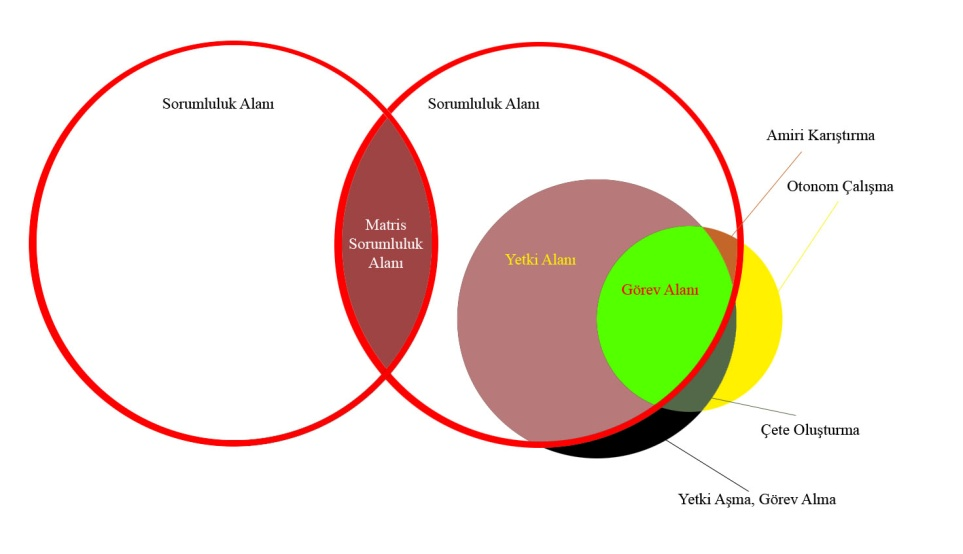 Sorumluluk Alanı
Sorumluluk Alanı
Amiri Karıştırma
Otonom Çalışma
Matris
Sorumluluk
Alanı
Yetki Alanı
Görev Alanı
Çete Oluşturma
Yetki Aşma, Görev Alma